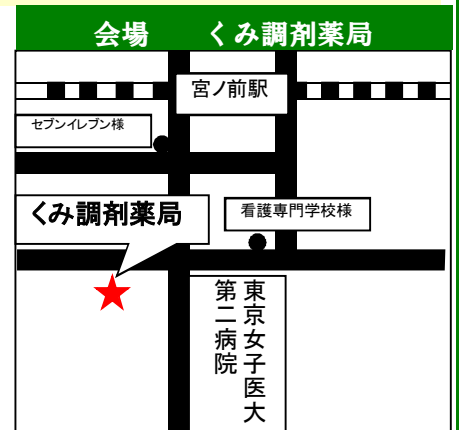 会場　くみ調剤薬局
宮ノ前駅
セブンイレブン様
くみ調剤薬局
看護専門学校様
東京女子医大
第二病院